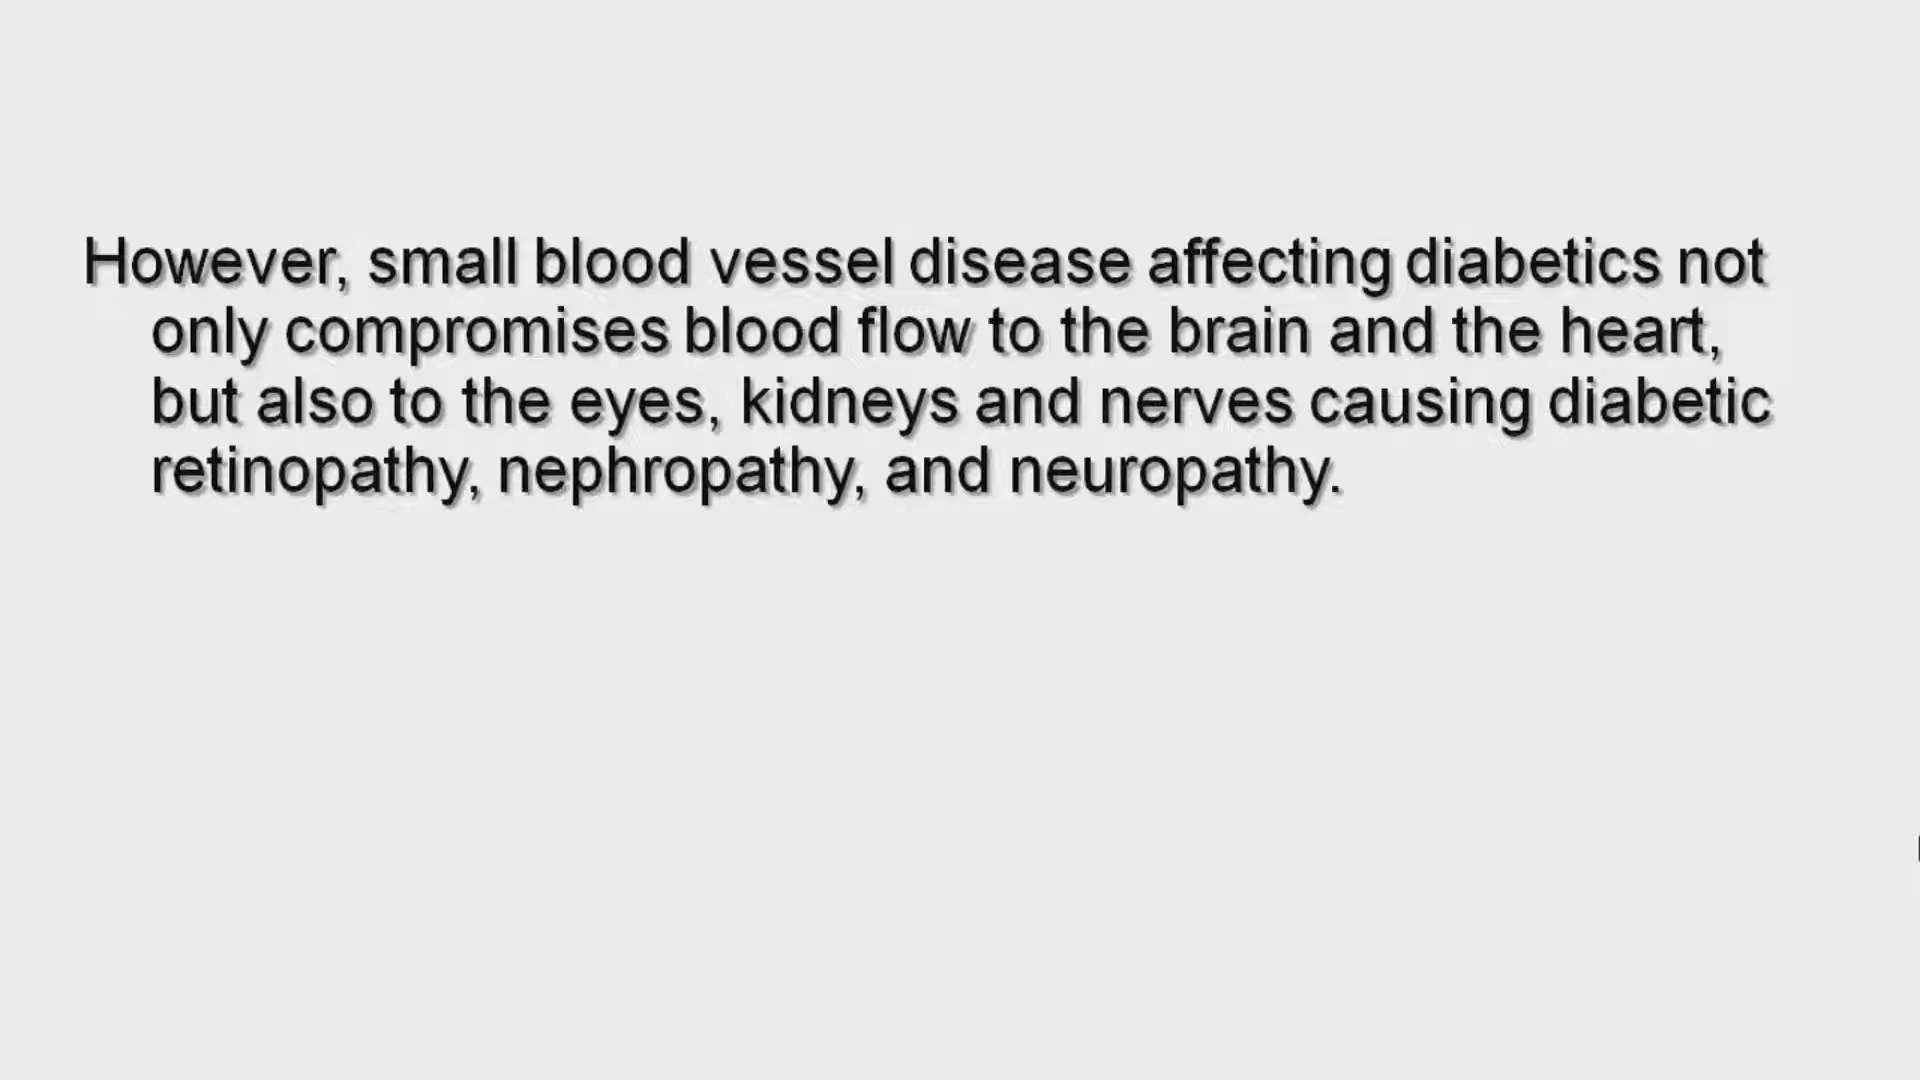 However, small blood vessel disease affecting diabetics not
only compromises blood flow to the brain and the heart,
but also to the eyes, kidneys and nerves causing diabetic
retinopathy, nephropathy, and neuropathy.